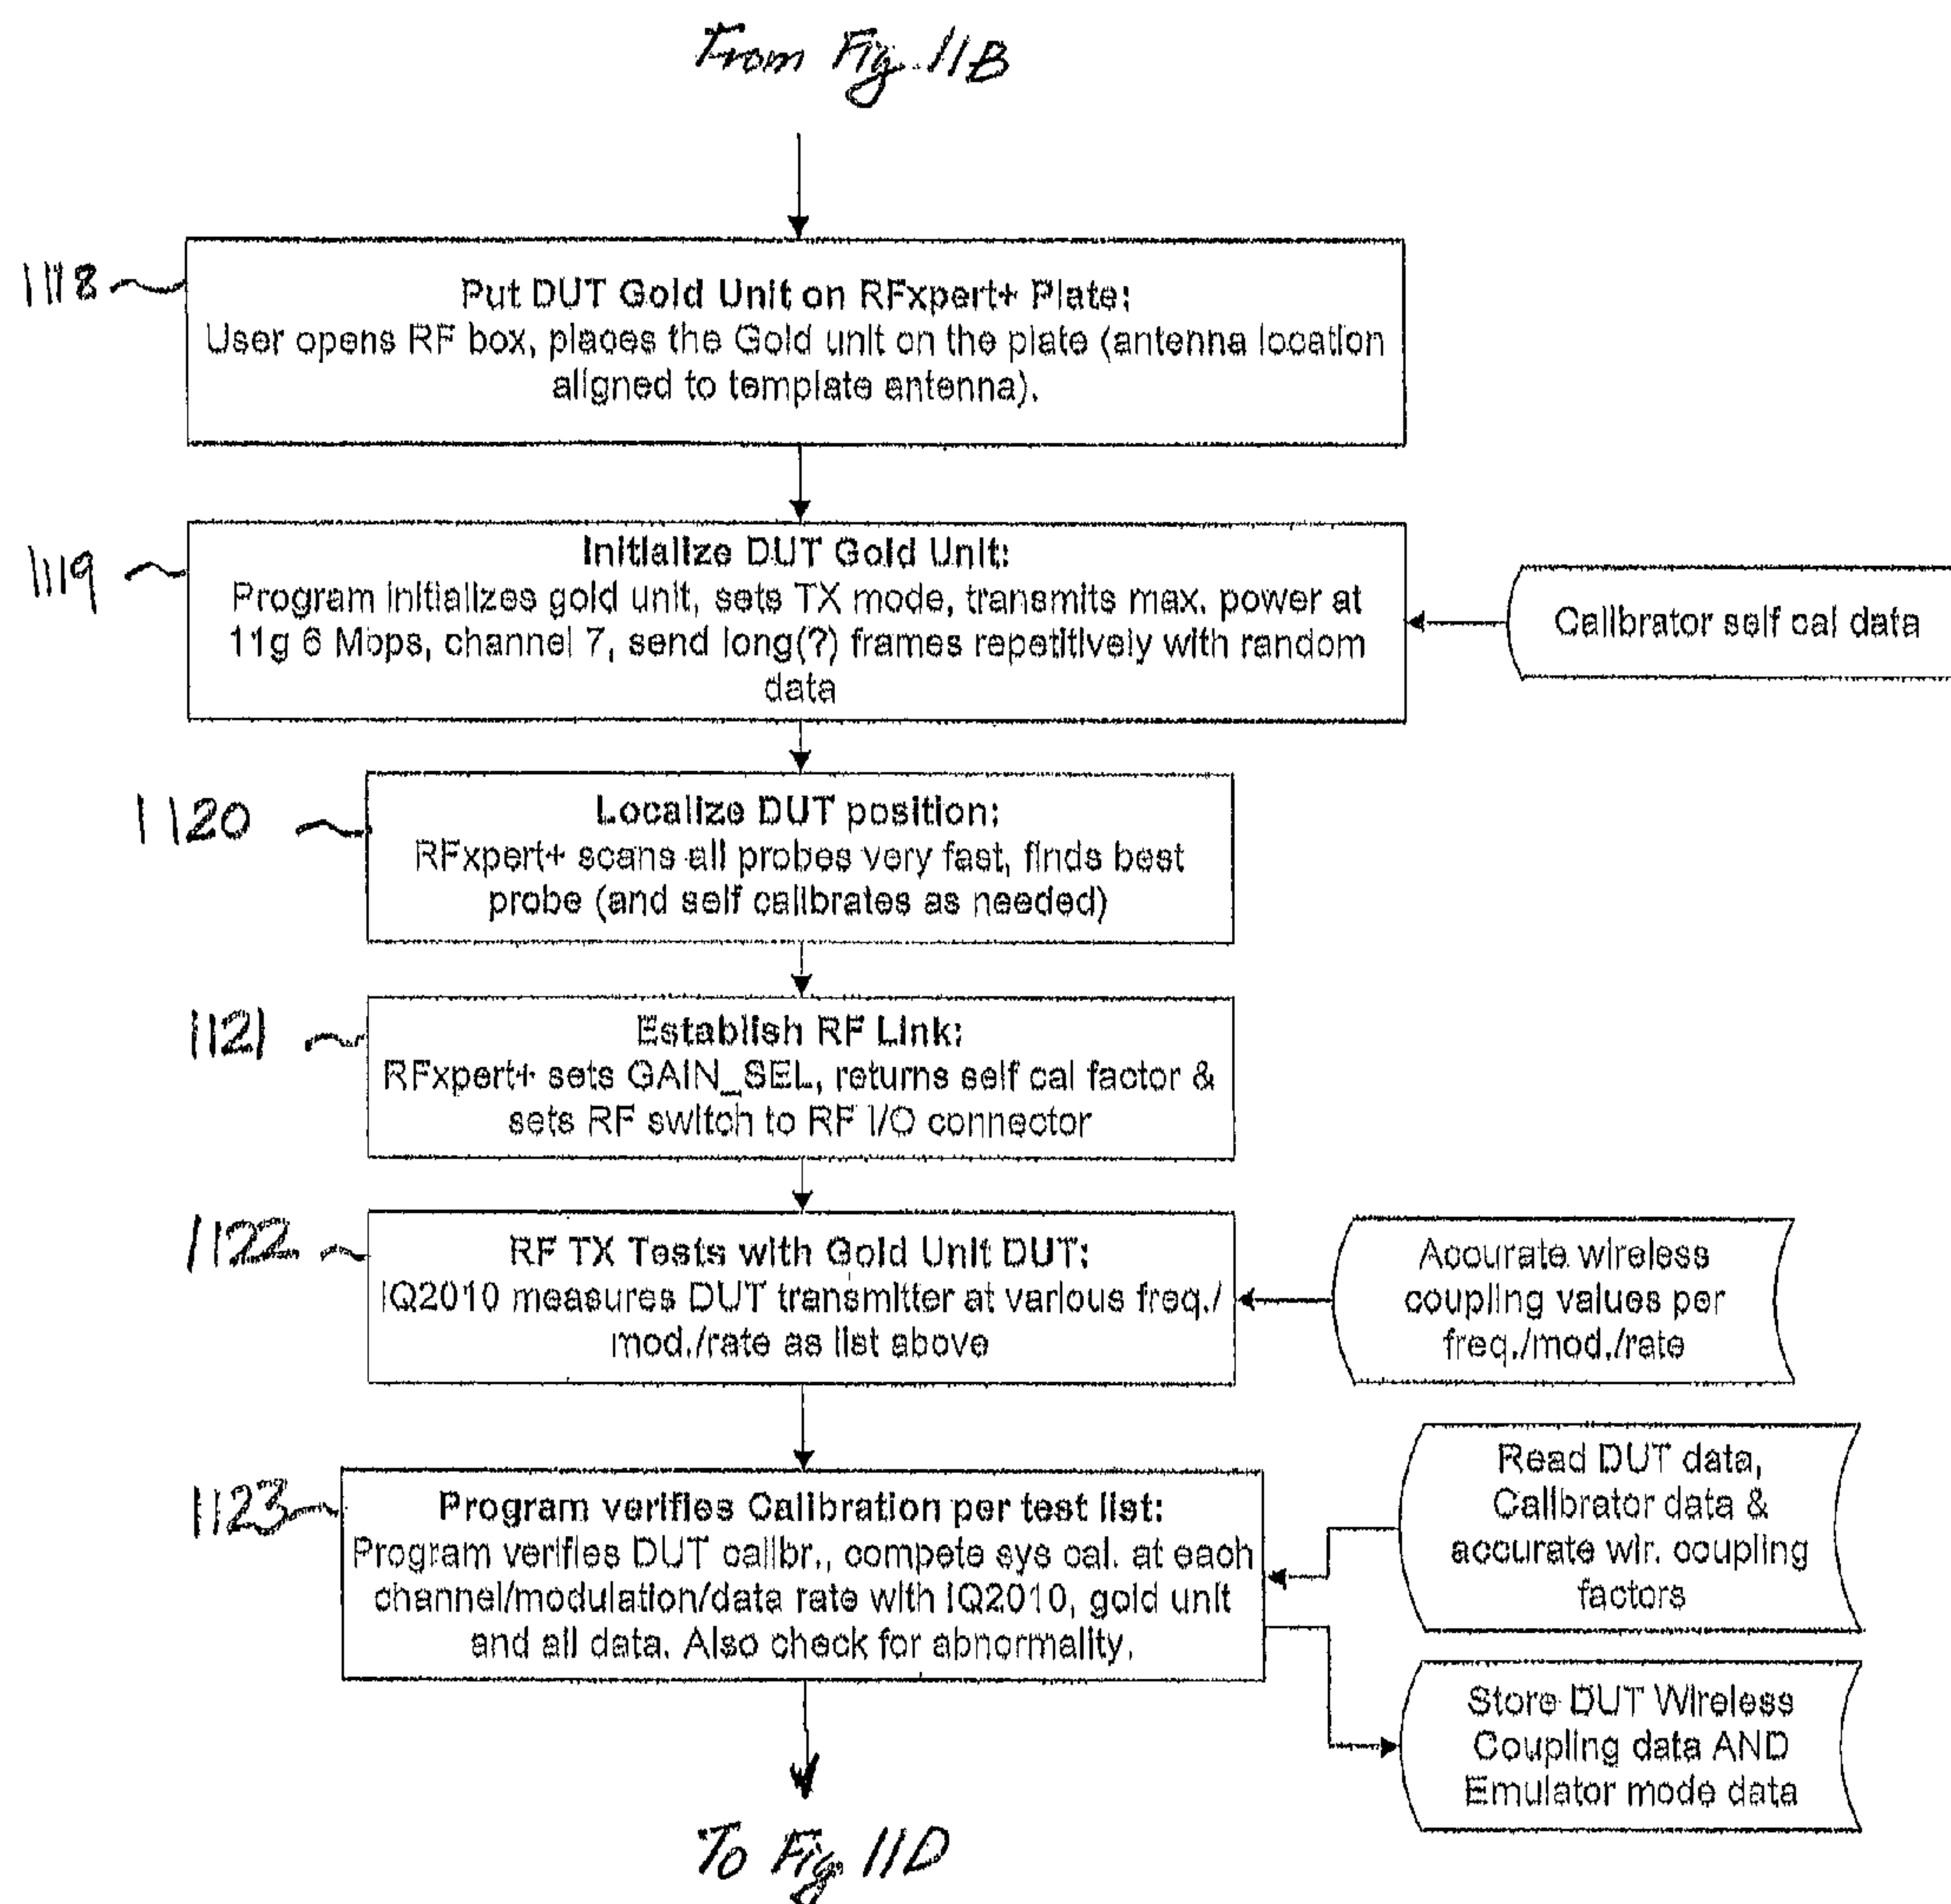 From Fig. 11B
1118
Put DUT Gold Unit on RFxpert+ Plate:
User opens RF box, places the Gold unit on the plate (antenna location
aligned to template antenna).
1119
Initialize DUT Gold Unit:
Program initializes gold unit, sets TX mode, transmits max. power at
11g 6 Mbps, channel 7, send long(?) frames repetitively with random
data
Calibrator self cal data
1120
Localize DUT position:
RFxpert+ scans all probes very fast, finds best
probe (and self calibrates as needed)
1121
Establish RF Link:
RFxpert+ sets GAIN_SEL, returns self cal factor &
sets RF switch to RF I/O connector
1122
RF TX Tests with Gold Unit DUT:
IQ2010 measures DUT transmitter at various freq./
mod./rate as list above
Accurate wireless
coupling values per
freq./mod./rate
1123
Program verifies Calibration per test list:
Program verifies DUT calibr., compete sys cal. at each
channel/modulation/data rate with IQ2010, gold unit
and all data. Also check for abnormality.
Read DUT data,
Calibrator data &
accurate wir. coupling
factors
Store DUT Wireless
Coupling data AND
Emulator mode data
To Fig. 11D